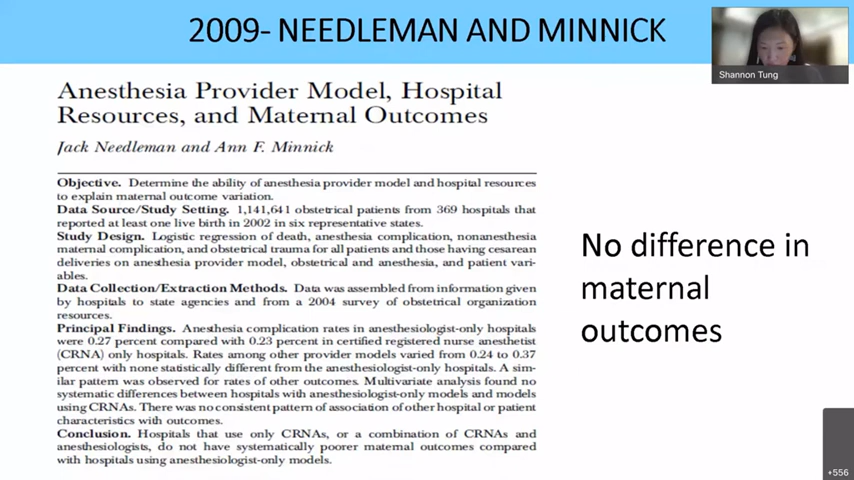 2009- NEEDLEMAN AND MINNICK
Shannon Tung
Anesthesia Provider Model, Hospital
Resources, and Maternal Outcomes
Jack Needleman and Ann F. Minnick
Objective. Determine the ability of anesthesia provider model and hospital resources
to explain maternal outcome variation.
Data Source/Study Setting. 1,141,641 obstetrical patients from 369 hospitals that
reported at least one live birth in 2002 in six representative states.
Study Design. Logistic regression of death, anesthesia complication, nonanesthesia
maternal complication, and obstetrical trauma for all patients and those having cesarean
deliveries on anesthesia provider model, obstetrical and anesthesia, and patient vari-
ables.
Data Collection/Extraction Methods. Data was assembled from information given
by hospitals to state agencies and from a 2004 survey of obstetrical organization
resources.
Principal Findings. Anesthesia complication rates in anesthesiologist-only hospitals
were 0.27 percent compared with 0.23 percent in certified registered nurse anesthetist
(CRNA) only hospitals. Rates among other provider models varied from 0.24 to 0.37
percent with none statistically different from the anesthesiologist-only hospitals. A sim-
ilar pattern was observed for rates of other outcomes. Multivariate analysis found no
systematic differences between hospitals with anesthesiologist-only models and models
using CRNAs. There was no consistent pattern of association of other hospital or patient
characteristics with outcomes.
Conclusion. Hospitals that use only CRNAs, or a combination of CRNAs and
anesthesiologists, do not have systematically poorer maternal outcomes compared
with hospitals using anesthesiologist-only models.
No difference in
maternal
outcomes
+556